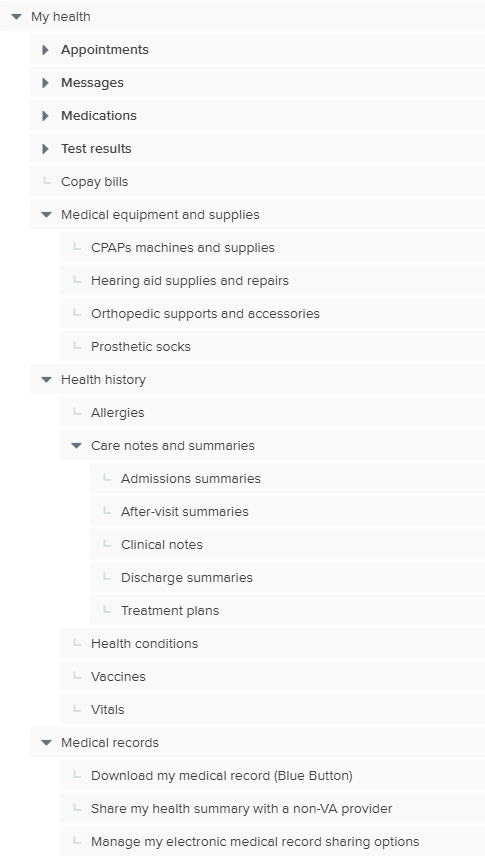 My health
Appointments
Messages
Medications
Test results
Copay bills
Medical equipment and supplies
CPAPs machines and supplies
Hearing aid supplies and repairs
Orthopedic supports and accessories
Prosthetic socks
Health history
Allergies
Care notes and summaries
Admissions summaries
After-visit summaries
Clinical notes
Discharge summaries
Treatment plans
Health conditions
Vaccines
Vitals
Medical records
Download my medical record (Blue Button)
Share my health summary with a non-VA provider
Manage my electronic medical record sharing options